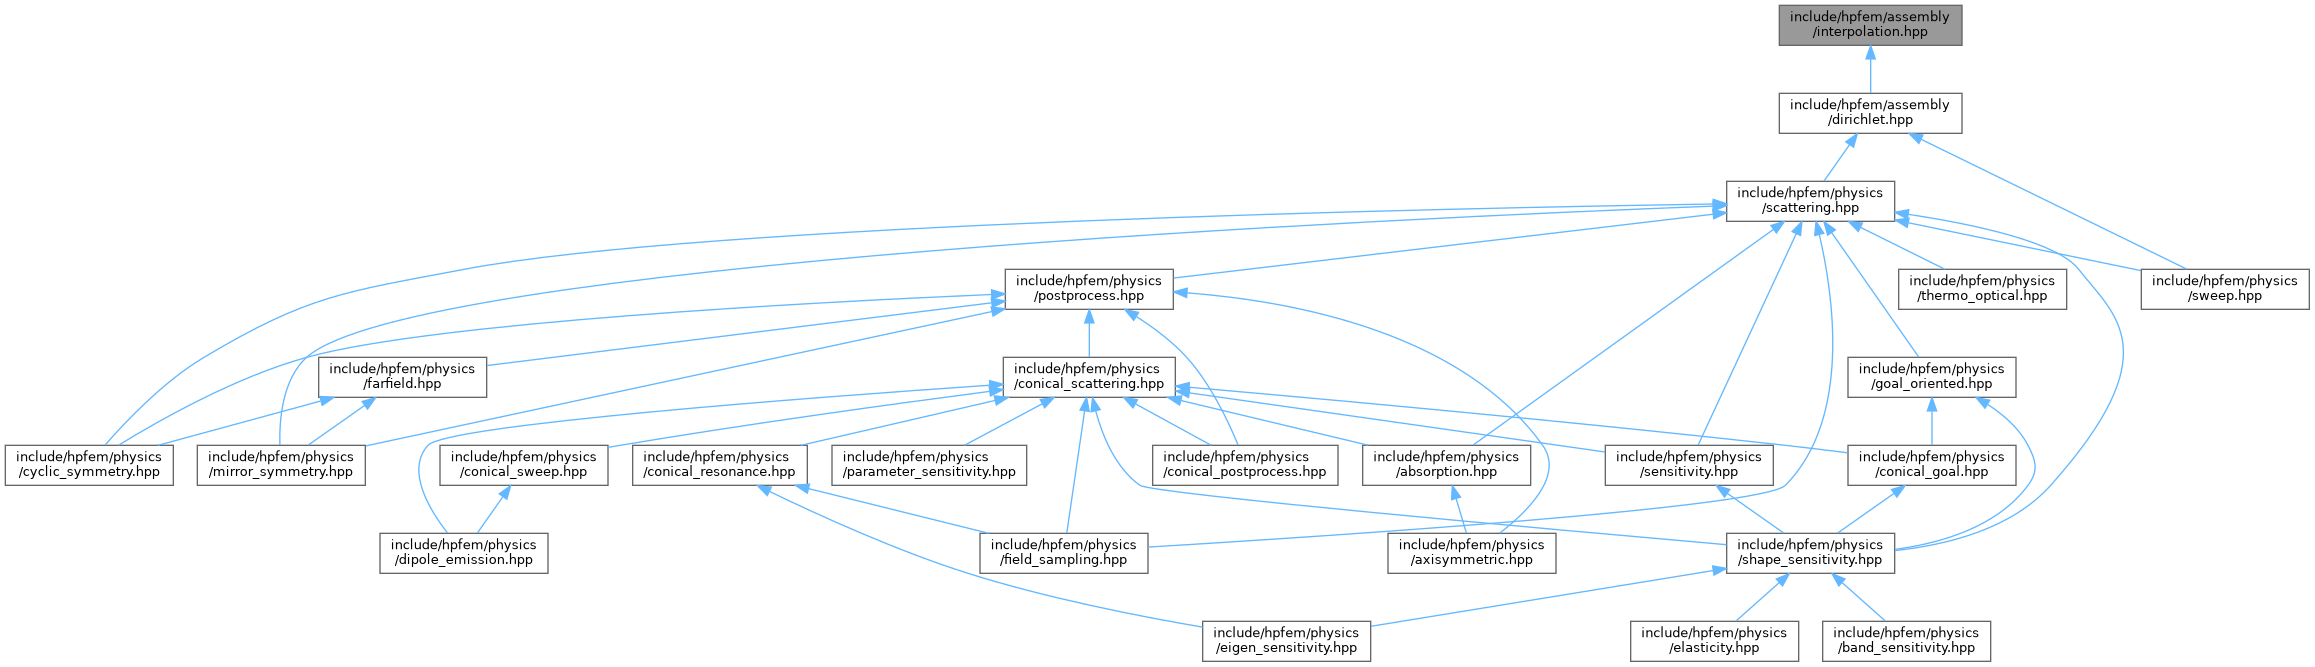 include/hpfem/assembly
/interpolation.hpp
include/hpfem/assembly
/dirichlet.hpp
include/hpfem/physics
/scattering.hpp
include/hpfem/physics
/postprocess.hpp
include/hpfem/physics
/thermo_optical.hpp
include/hpfem/physics
/sweep.hpp
include/hpfem/physics
/farfield.hpp
include/hpfem/physics
/conical_scattering.hpp
include/hpfem/physics
/goal_oriented.hpp
include/hpfem/physics
/cyclic_symmetry.hpp
include/hpfem/physics
/mirror_symmetry.hpp
include/hpfem/physics
/conical_sweep.hpp
include/hpfem/physics
/conical_resonance.hpp
include/hpfem/physics
/parameter_sensitivity.hpp
include/hpfem/physics
/conical_postprocess.hpp
include/hpfem/physics
/absorption.hpp
include/hpfem/physics
/sensitivity.hpp
include/hpfem/physics
/conical_goal.hpp
include/hpfem/physics
/dipole_emission.hpp
include/hpfem/physics
/field_sampling.hpp
include/hpfem/physics
/axisymmetric.hpp
include/hpfem/physics
/shape_sensitivity.hpp
include/hpfem/physics
/eigen_sensitivity.hpp
include/hpfem/physics
/elasticity.hpp
include/hpfem/physics
/band_sensitivity.hpp